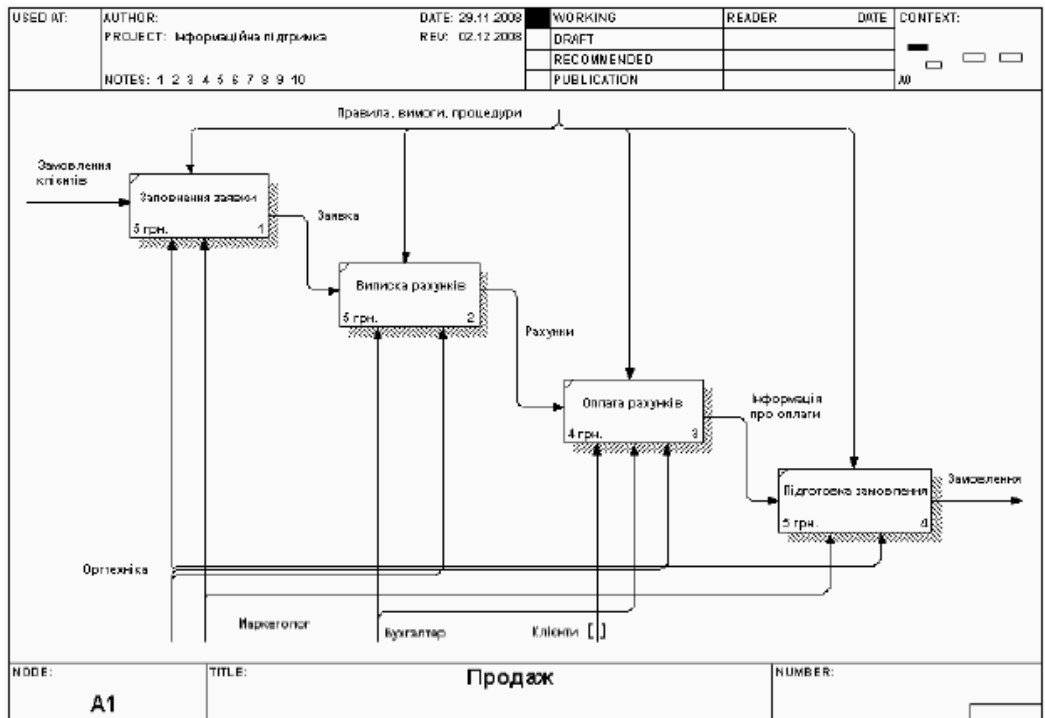 USED AT:
AUTHOR:
DATE: 29.11.2008
WORKING
READER
DATE
CONTEXT:
PROJECT: Інформаційна підтримка
REV: 02.12.2008
DRAFT
RECOMMENDED
NOTES: 1 2 3 4 5 6 7 8 9 10
PUBLICATION
A0
Правила, вимоги, процедури
Замовлення
клієнтів
Заповнення заявки
5 грн.
1
Заявка
Виписка рахунків
5 грн.
2
Рахунки
Оплата рахунків
4 грн.
3
Інформація
про оплати
Підготовка замовлення
5 грн.
4
Замовлення
Оргтехніка
Маркетолог
Бухгалтер
Клієнти
NODE:
A1
TITLE:
Продаж
NUMBER: